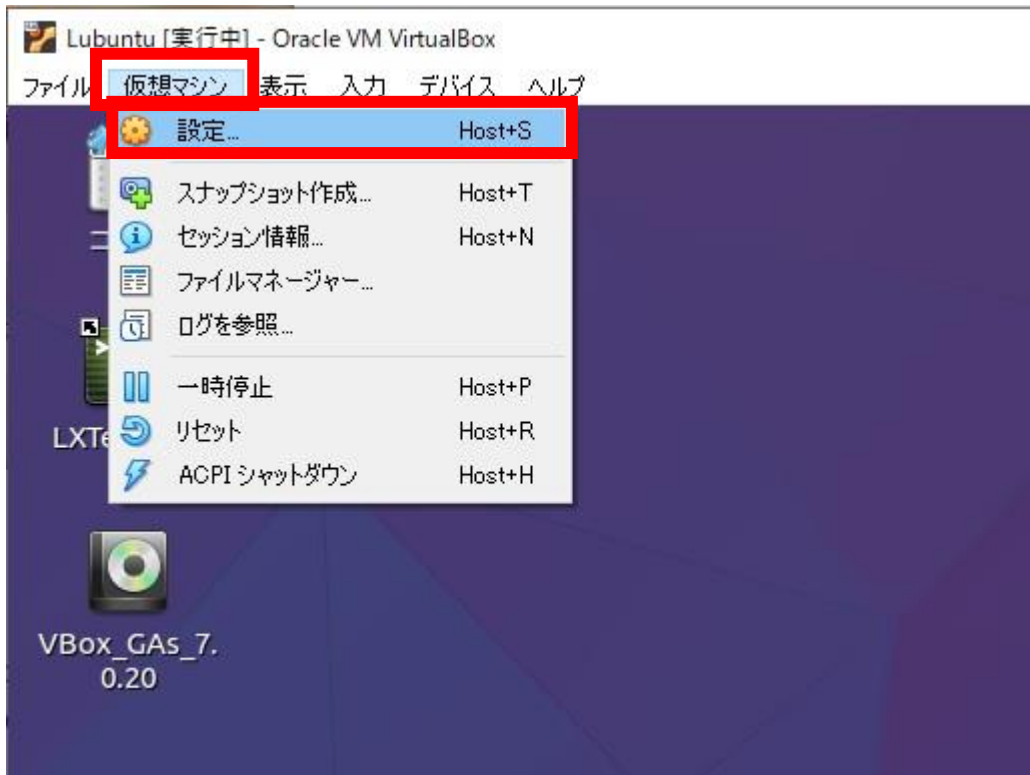 Lubuntu [実行中] - Oracle VM VirtualBox
ファイル 仮想マシン 表示 入力 デバイス ヘルプ
設定... Host+S
スナップショット作成... Host+T
セッション情報... Host+N
ファイルマネージャー...
ログを参照...
一時停止 Host+P
リセット Host+R
ACPI シャットダウン Host+H
LXTe
VBox_GAs_7.
0.20